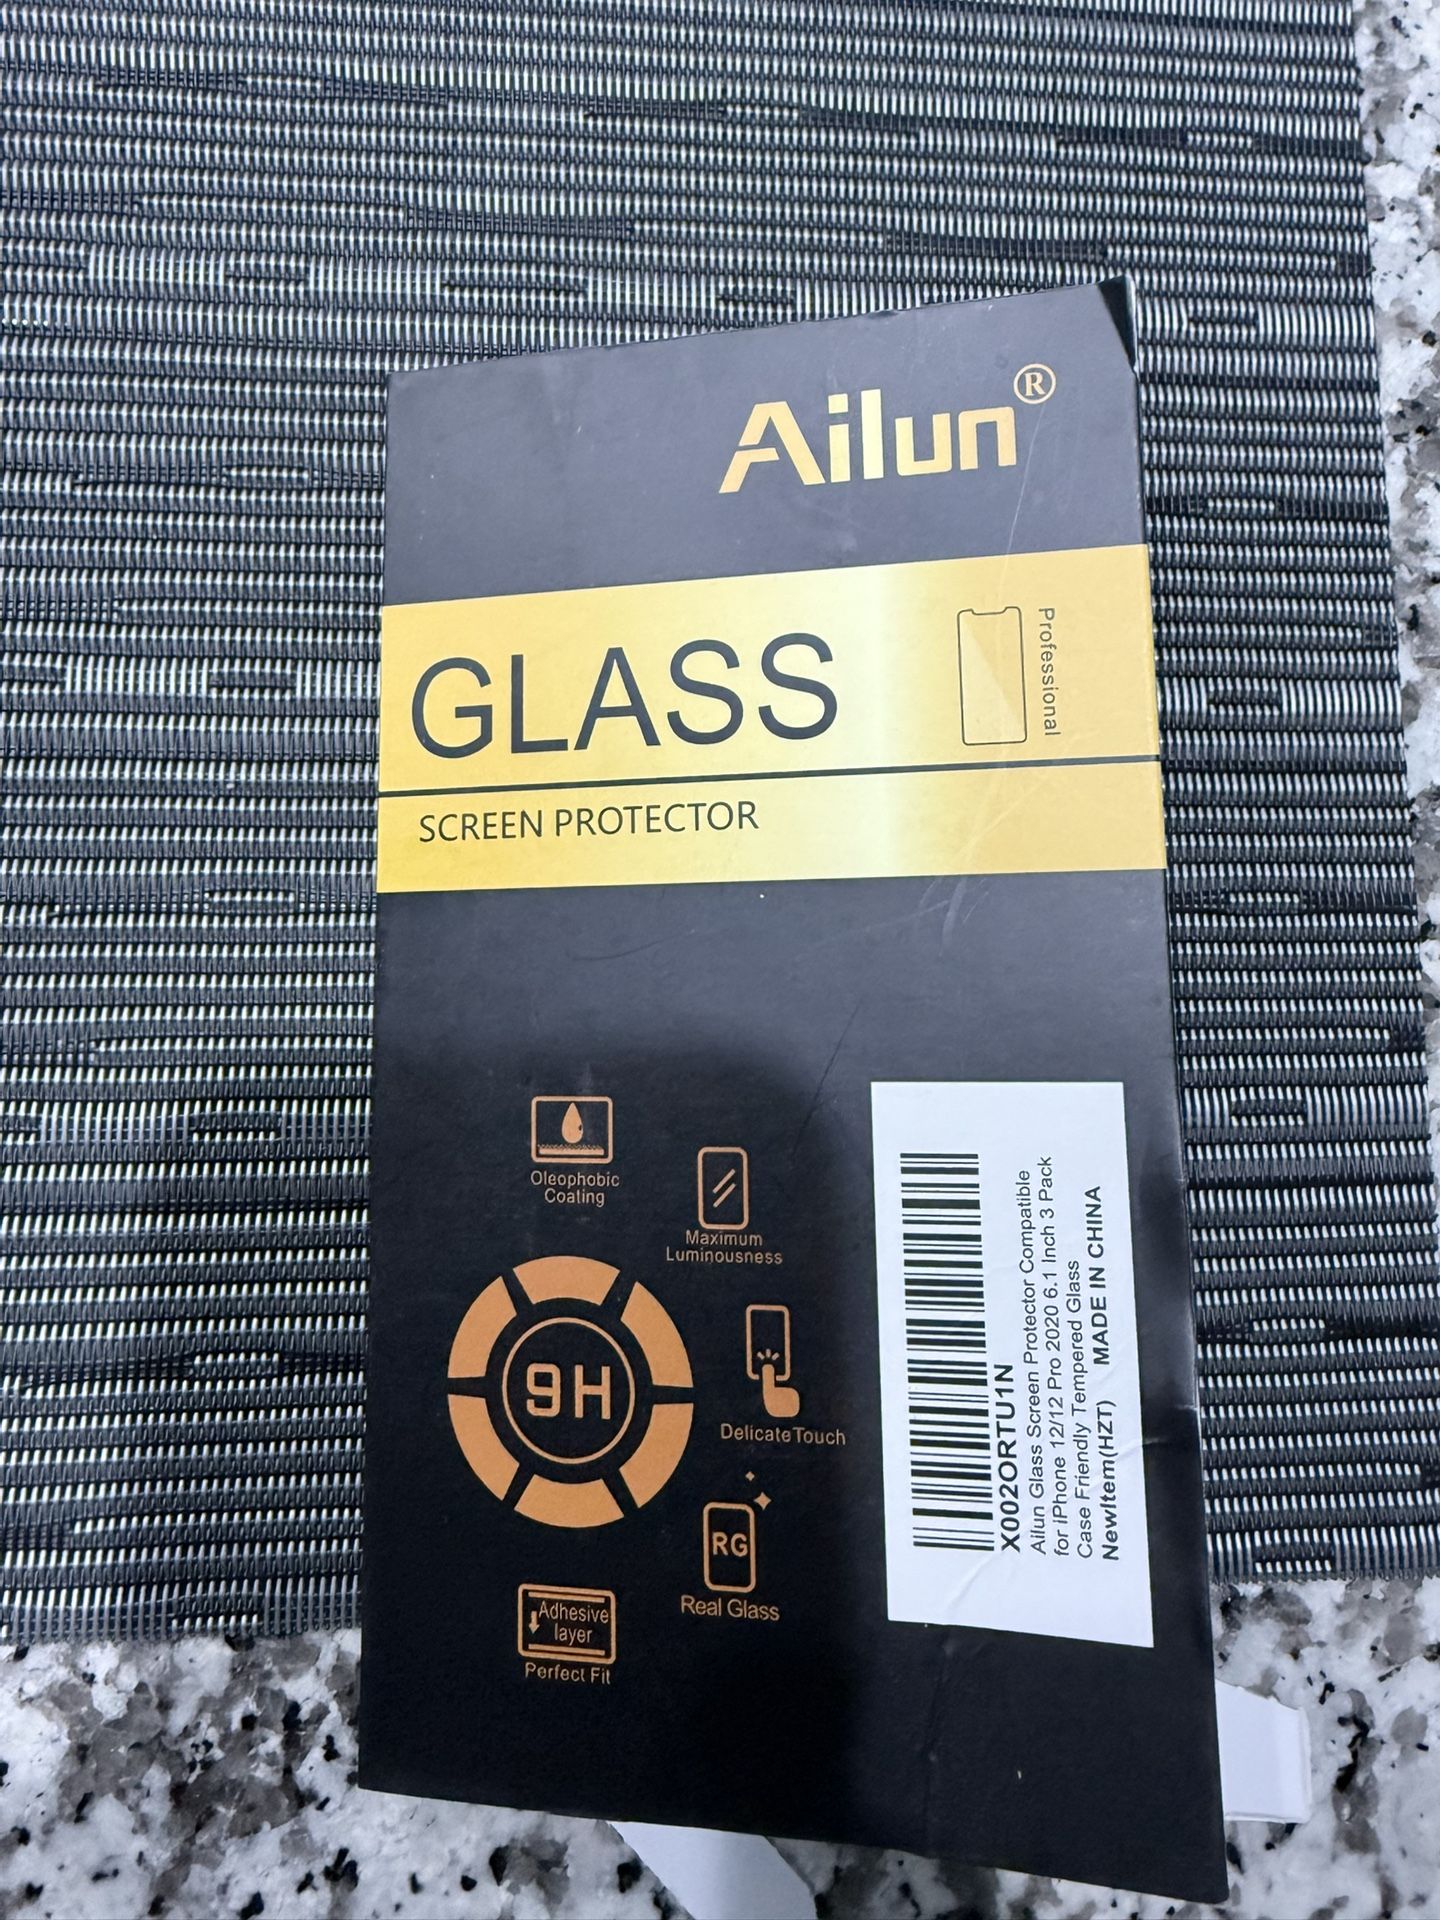 Ailun®
GLASS
Professional
SCREEN PROTECTOR
Oleophobic
Coating
Maximum
Luminousness
9H
Delicate Touch
RG
Real Glass
Adhesive
layer
Perfect Fit
X002ORTU1N
Ailun Glass Screen Protector Compatible
for iPhone 12/12 Pro 2020 6.1 Inch 3 Pack
Case Friendly Tempered Glass
NewItem(HZT) MADE IN CHINA